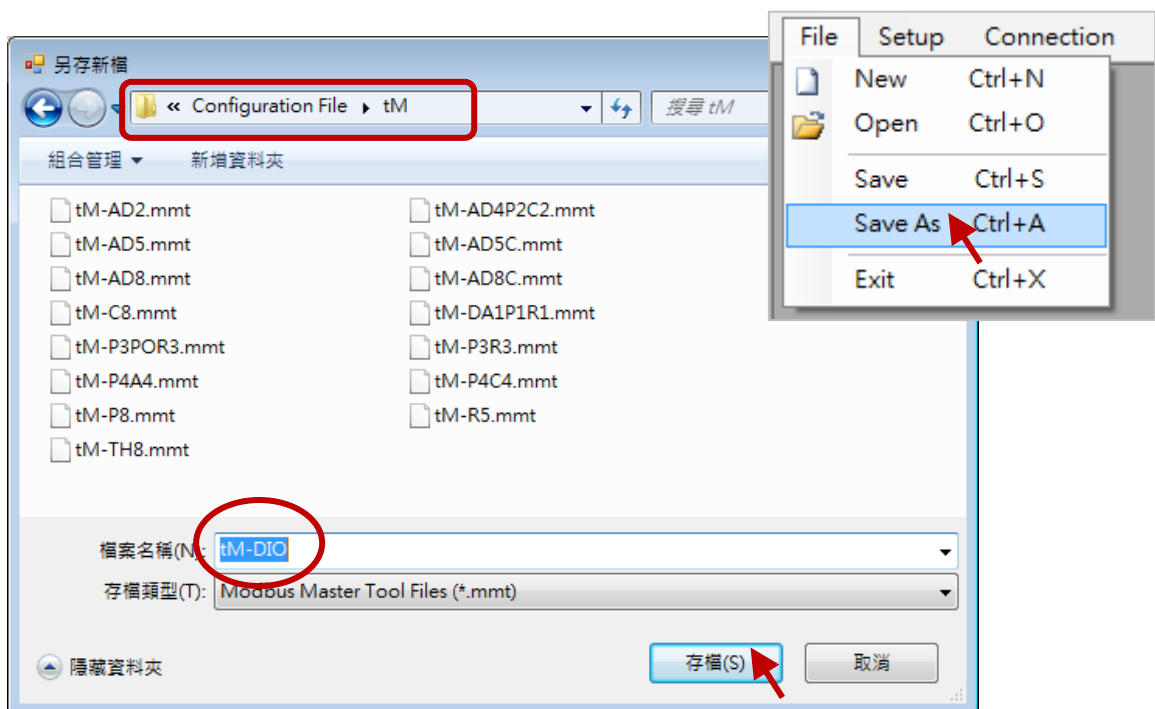 File Setup Connection
New Ctrl+N
Open Ctrl+O
Save Ctrl+S
Save As Ctrl+A
Exit Ctrl+X
另存新檔
« Configuration File ▸ tM
搜尋 tM
組合管理 新增資料夾
tM-AD2.mmt tM-AD4P2C2.mmt
tM-AD5.mmt tM-AD5C.mmt
tM-AD8.mmt tM-AD8C.mmt
tM-C8.mmt tM-DA1P1R1.mmt
tM-P3POR3.mmt tM-P3R3.mmt
tM-P4A4.mmt tM-P4C4.mmt
tM-P8.mmt tM-R5.mmt
tM-TH8.mmt
檔案名稱(N): tM-DIO
存檔類型(T): Modbus Master Tool Files (*.mmt)
隱藏資料夾 存檔(S) 取消